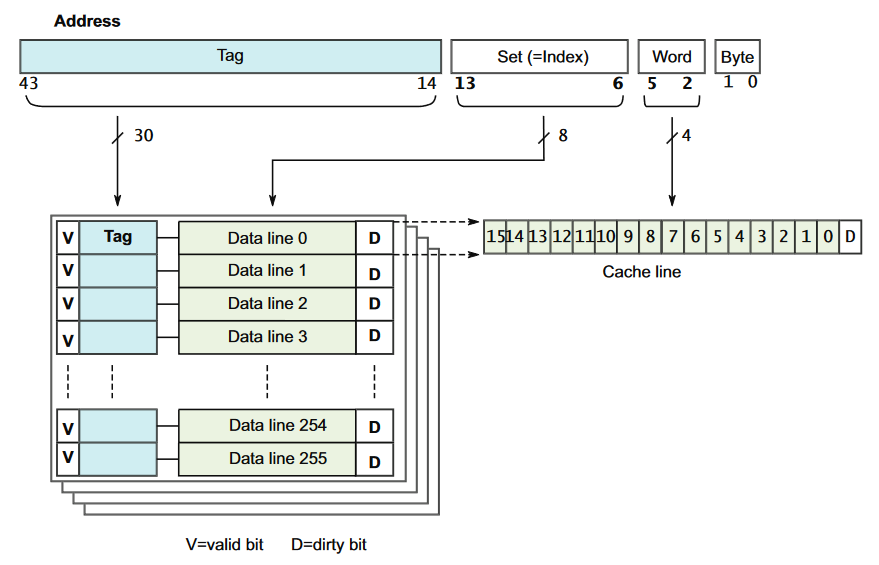 Address
Tag Set (=Index) Word Byte
43 14 13 6 5 2 1 0
30 8 4
V Tag Data line 0 D 15 14 13 12 11 10 9 8 7 6 5 4 3 2 1 0 D
V Data line 1 D Cache line
V Data line 2 D
V Data line 3 D
V Data line 254 D
V Data line 255 D
V=valid bit D=dirty bit